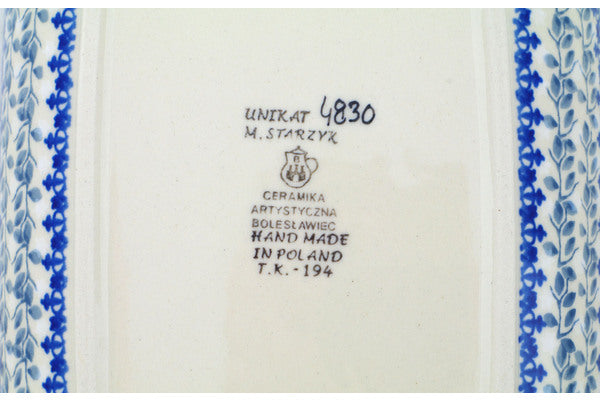 UNIKAT 4830
M. STARZYK
CERAMIKA
ARTYSTYCZNA
BOLESŁAWIEC
HAND MADE
IN POLAND
T.K.-194